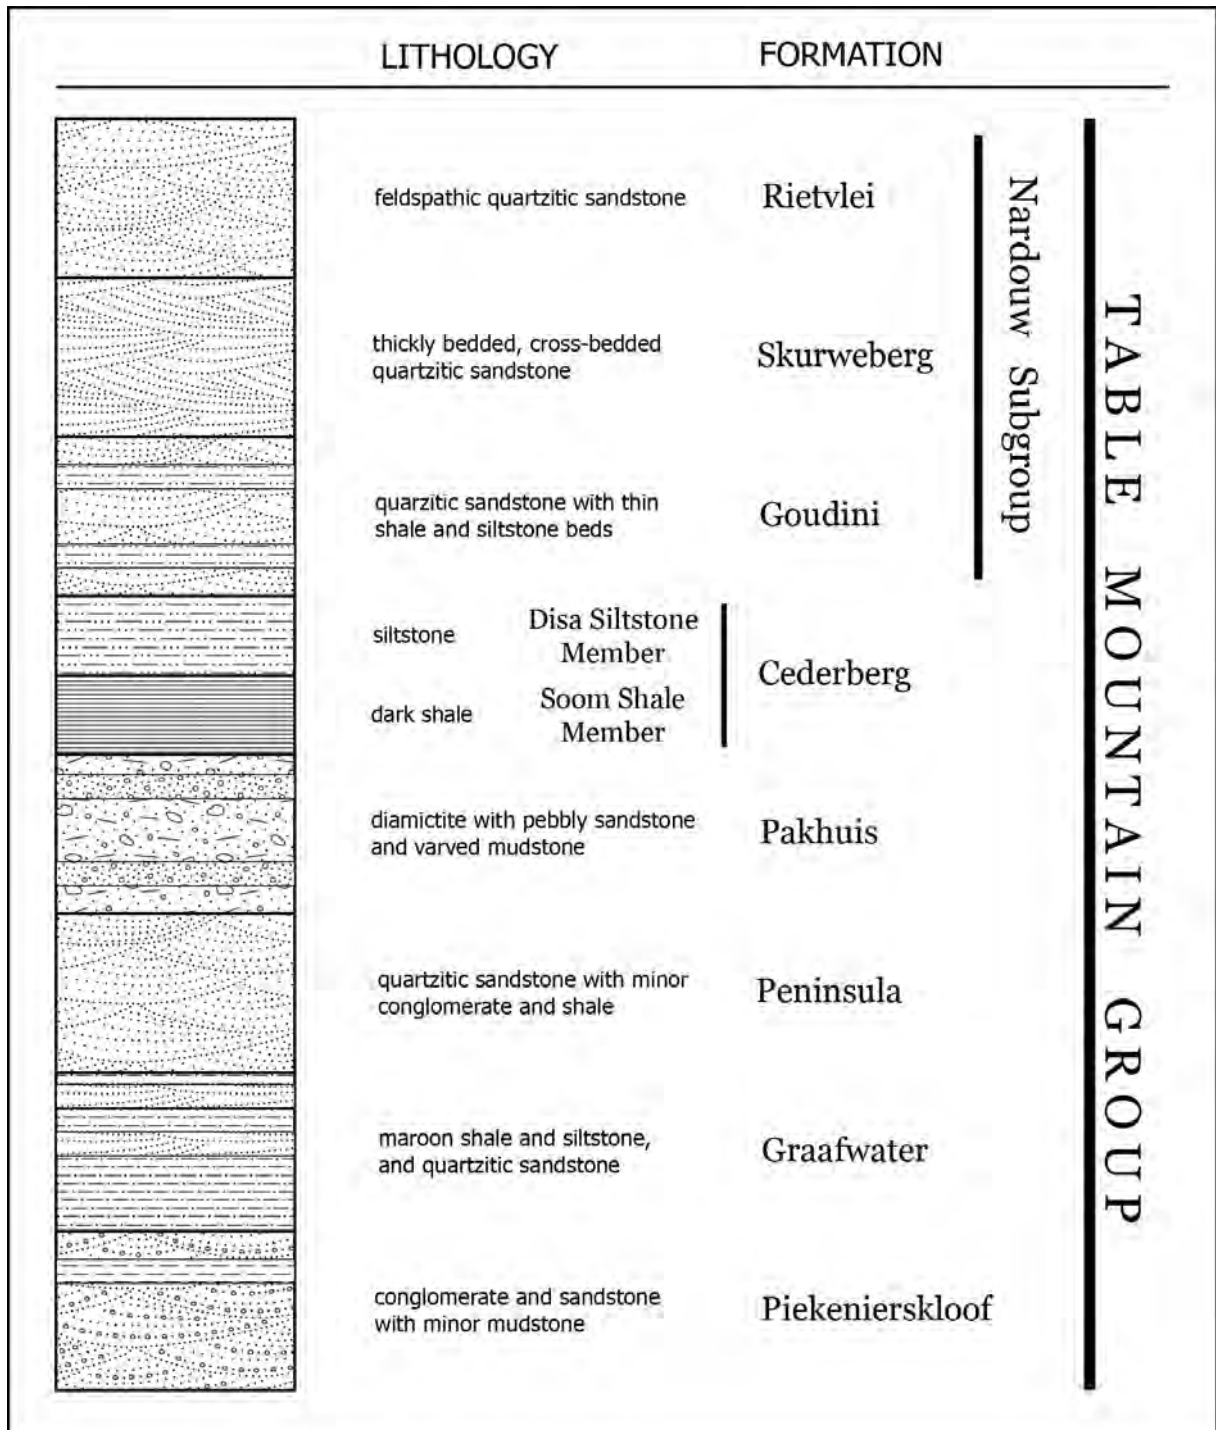 LITHOLOGY FORMATION
feldspathic quartzitic sandstone
Rietvlei
thickly bedded, cross-bedded
quartzitic sandstone
Skurweberg
quarzitic sandstone with thin
shale and siltstone beds
Goudini
Nardouw Subgroup
siltstone
Disa Siltstone
Member
dark shale
Soom Shale
Member
Cederberg
diamictite with pebbly sandstone
and varved mudstone
Pakhuis
quartzitic sandstone with minor
conglomerate and shale
Peninsula
maroon shale and siltstone,
and quartzitic sandstone
Graafwater
conglomerate and sandstone
with minor mudstone
Piekenierskloof
TABLE MOUNTAIN GROUP